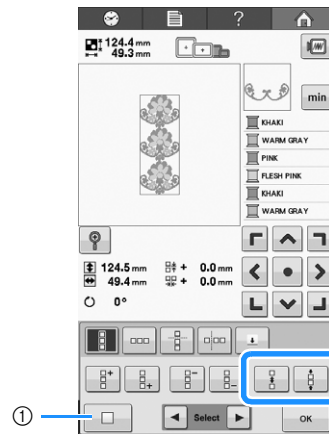 ?
124.4 mm
49.3 mm
min
KHAKI
WARM GRAY
PINK
FLESH PINK
KHAKI
WARM GRAY
124.5 mm + 0.0 mm
49.4 mm + 0.0 mm
0°
① Select OK